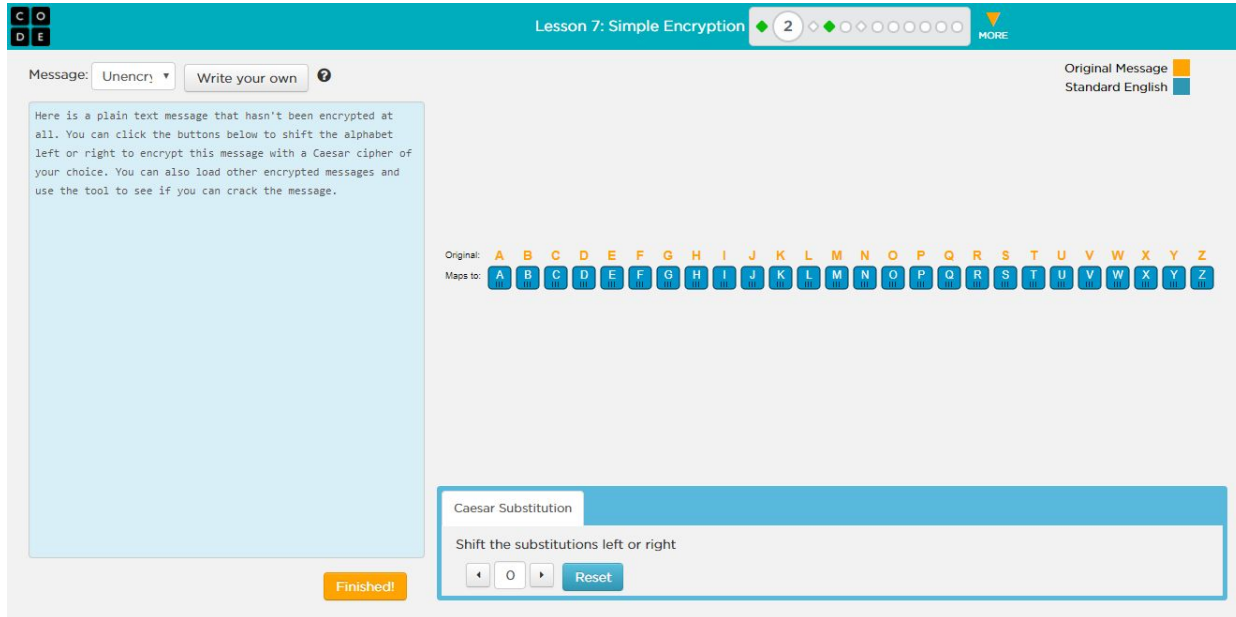 CO
DE
Lesson 7: Simple Encryption 2 MORE
Message: Unencry Write your own ?
Original Message
Standard English
Here is a plain text message that hasn't been encrypted at
all. You can click the buttons below to shift the alphabet
left or right to encrypt this message with a Caesar cipher of
your choice. You can also load other encrypted messages and
use the tool to see if you can crack the message.
Original: A B C D E F G H I J K L M N O P Q R S T U V W X Y Z
Maps to: A B C D E F G H I J K L M N O P Q R S T U V W X Y Z
Caesar Substitution
Shift the substitutions left or right
0 Reset
Finished!